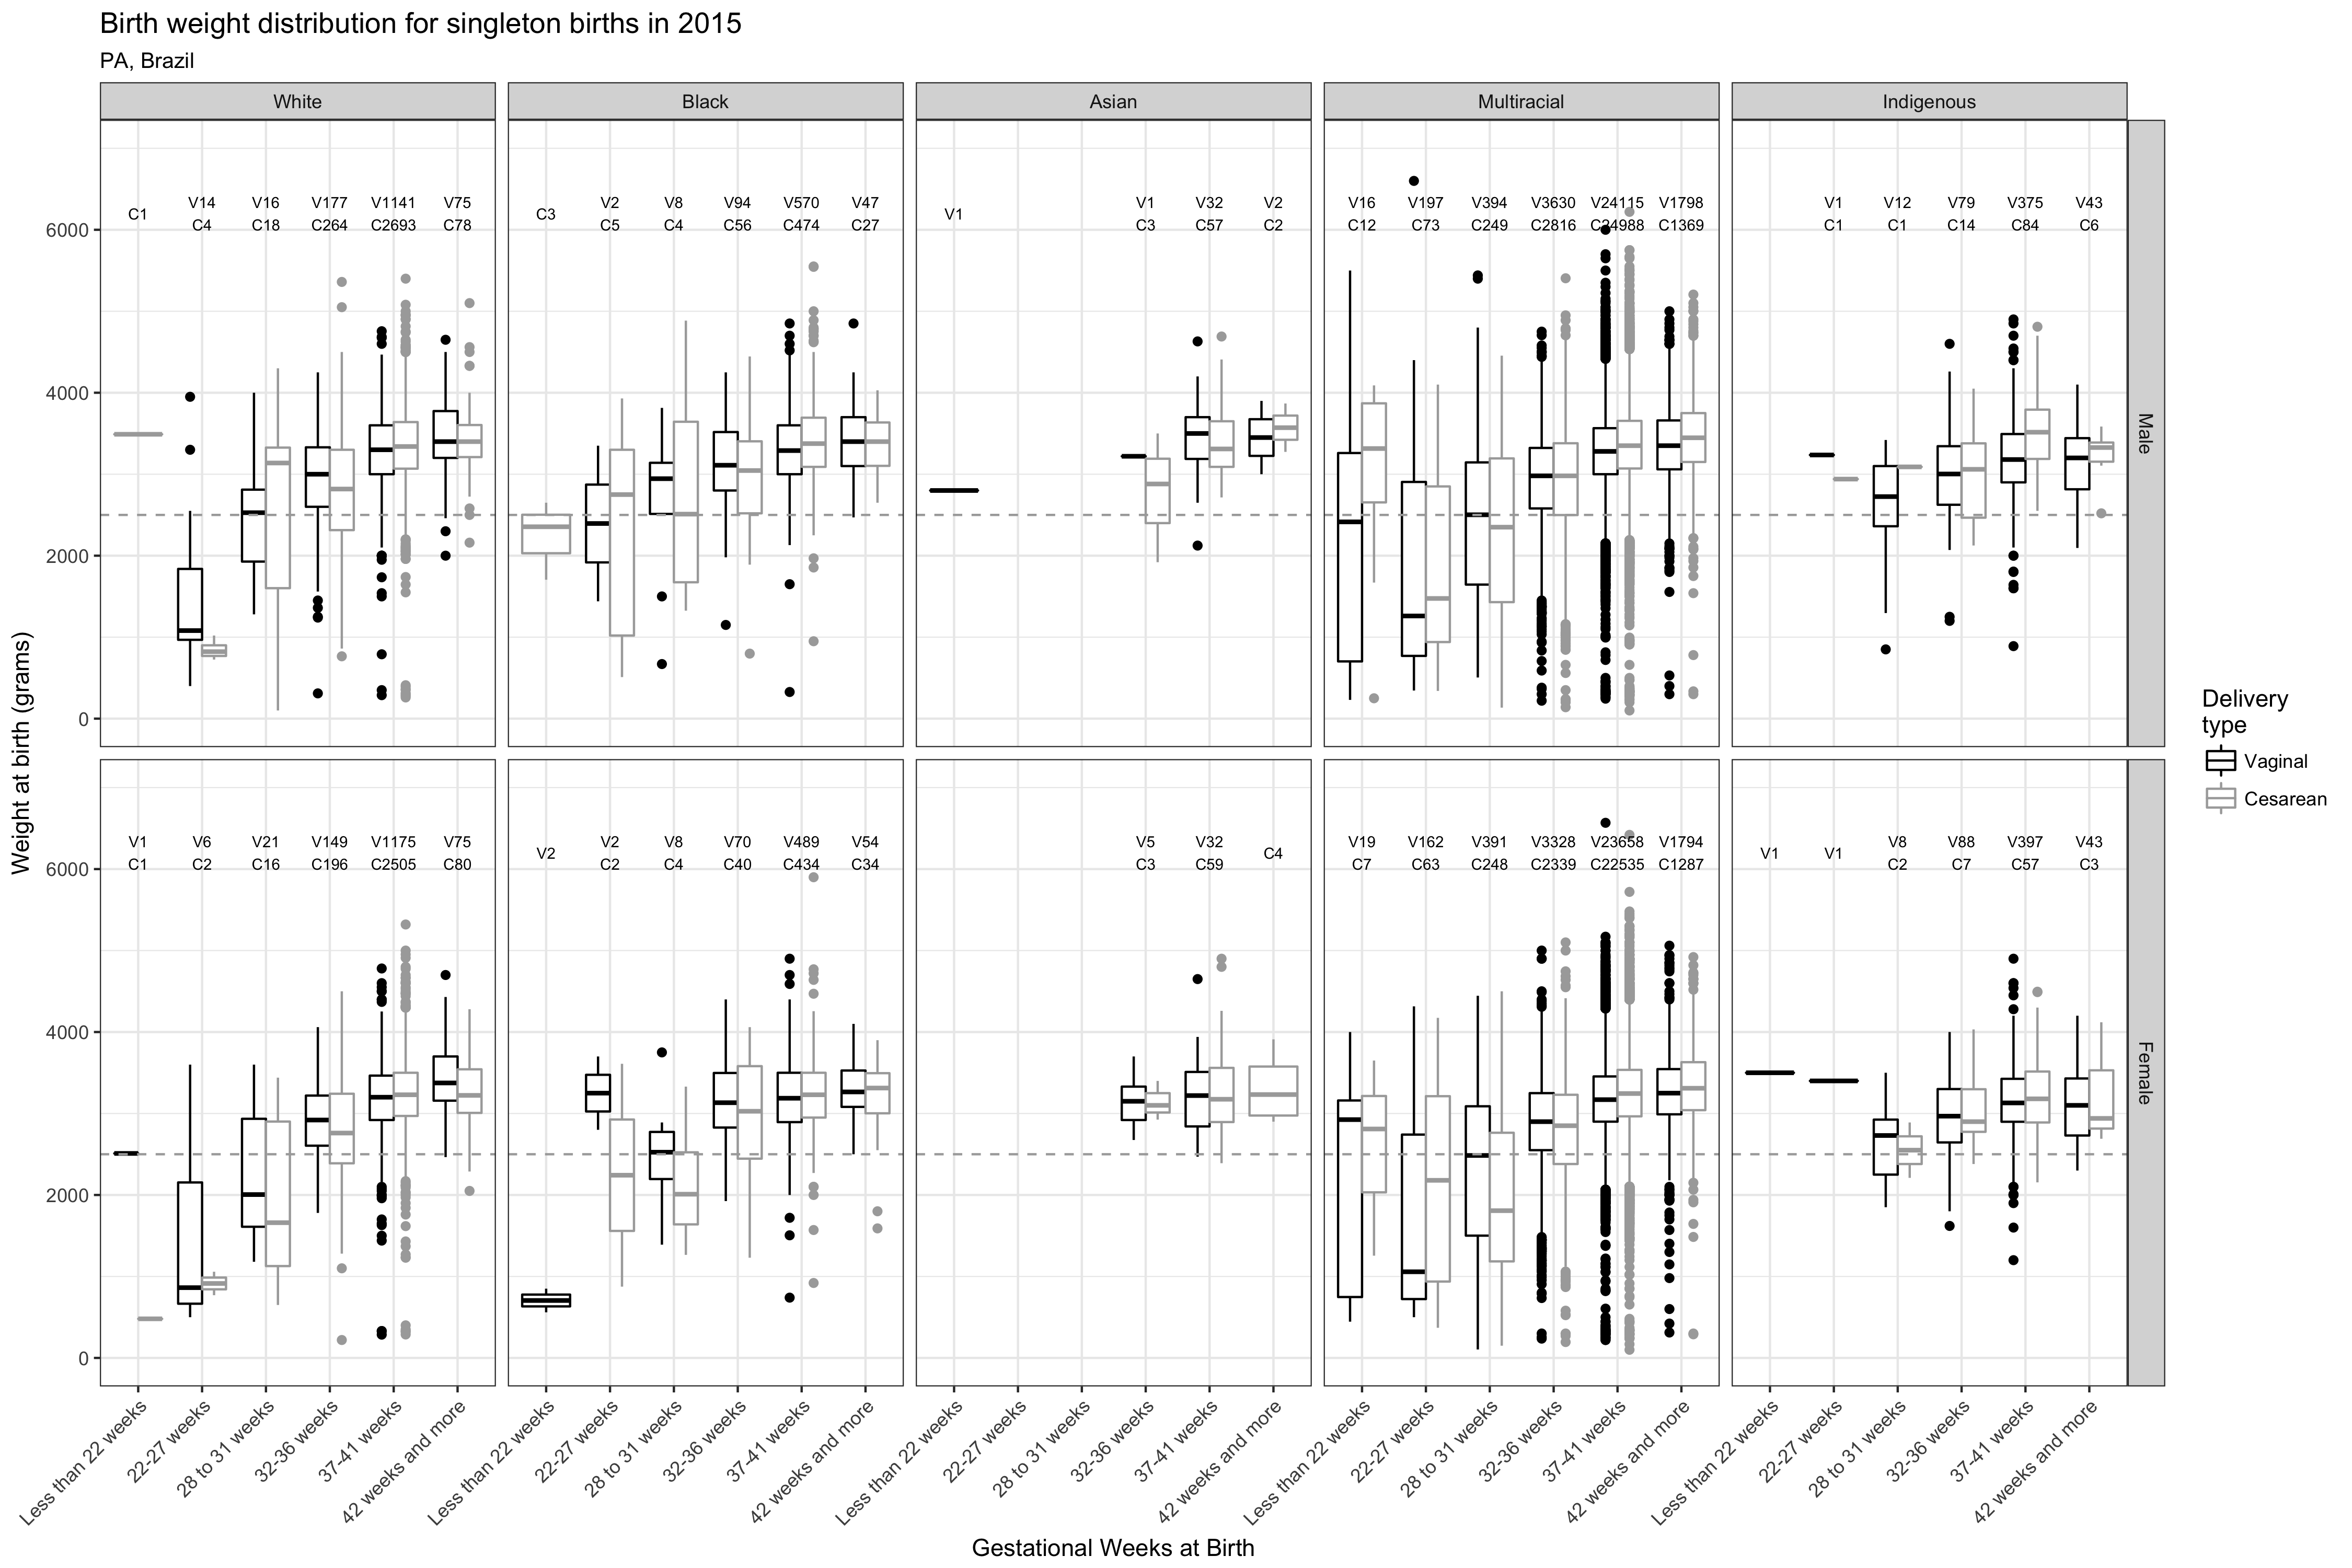 Birth weight distribution for singleton births in 2015
PA, Brazil
White Black Asian Multiracial Indigenous
Weight at birth (grams)
Male
6000
4000
2000
0
C1
V14 C4
V16 C18
V177 C264
V1141 C2693
V75 C78
C3
V2 C5
V8 C4
V94 C56
V570 C474
V47 C27
V1
V1 C3
V32 C57
V2 C2
V16 C12
V197 C73
V394 C249
V3630 C2816
V24115 C24988
V1798 C1369
V1 C1
V12 C1
V79 C14
V375 C84
V43 C6
Female
6000
4000
2000
0
V1 C1
V6 C2
V21 C16
V149 C196
V1175 C2505
V75 C80
V2
V2 C2
V8 C4
V70 C40
V489 C434
V54 C34
V5 C3
V32 C59
C4
V19 C7
V162 C63
V391 C248
V3328 C2339
V23658 C22535
V1794 C1287
V1
V1
V8 C2
V88 C7
V397 C57
V43 C3
Less than 22 weeks
22-27 weeks
28 to 31 weeks
32-36 weeks
37-41 weeks
42 weeks and more
Less than 22 weeks
22-27 weeks
28 to 31 weeks
32-36 weeks
37-41 weeks
42 weeks and more
Less than 22 weeks
22-27 weeks
28 to 31 weeks
32-36 weeks
37-41 weeks
42 weeks and more
Less than 22 weeks
22-27 weeks
28 to 31 weeks
32-36 weeks
37-41 weeks
42 weeks and more
Less than 22 weeks
22-27 weeks
28 to 31 weeks
32-36 weeks
37-41 weeks
42 weeks and more
Gestational Weeks at Birth
Delivery
type
Vaginal
Cesarean